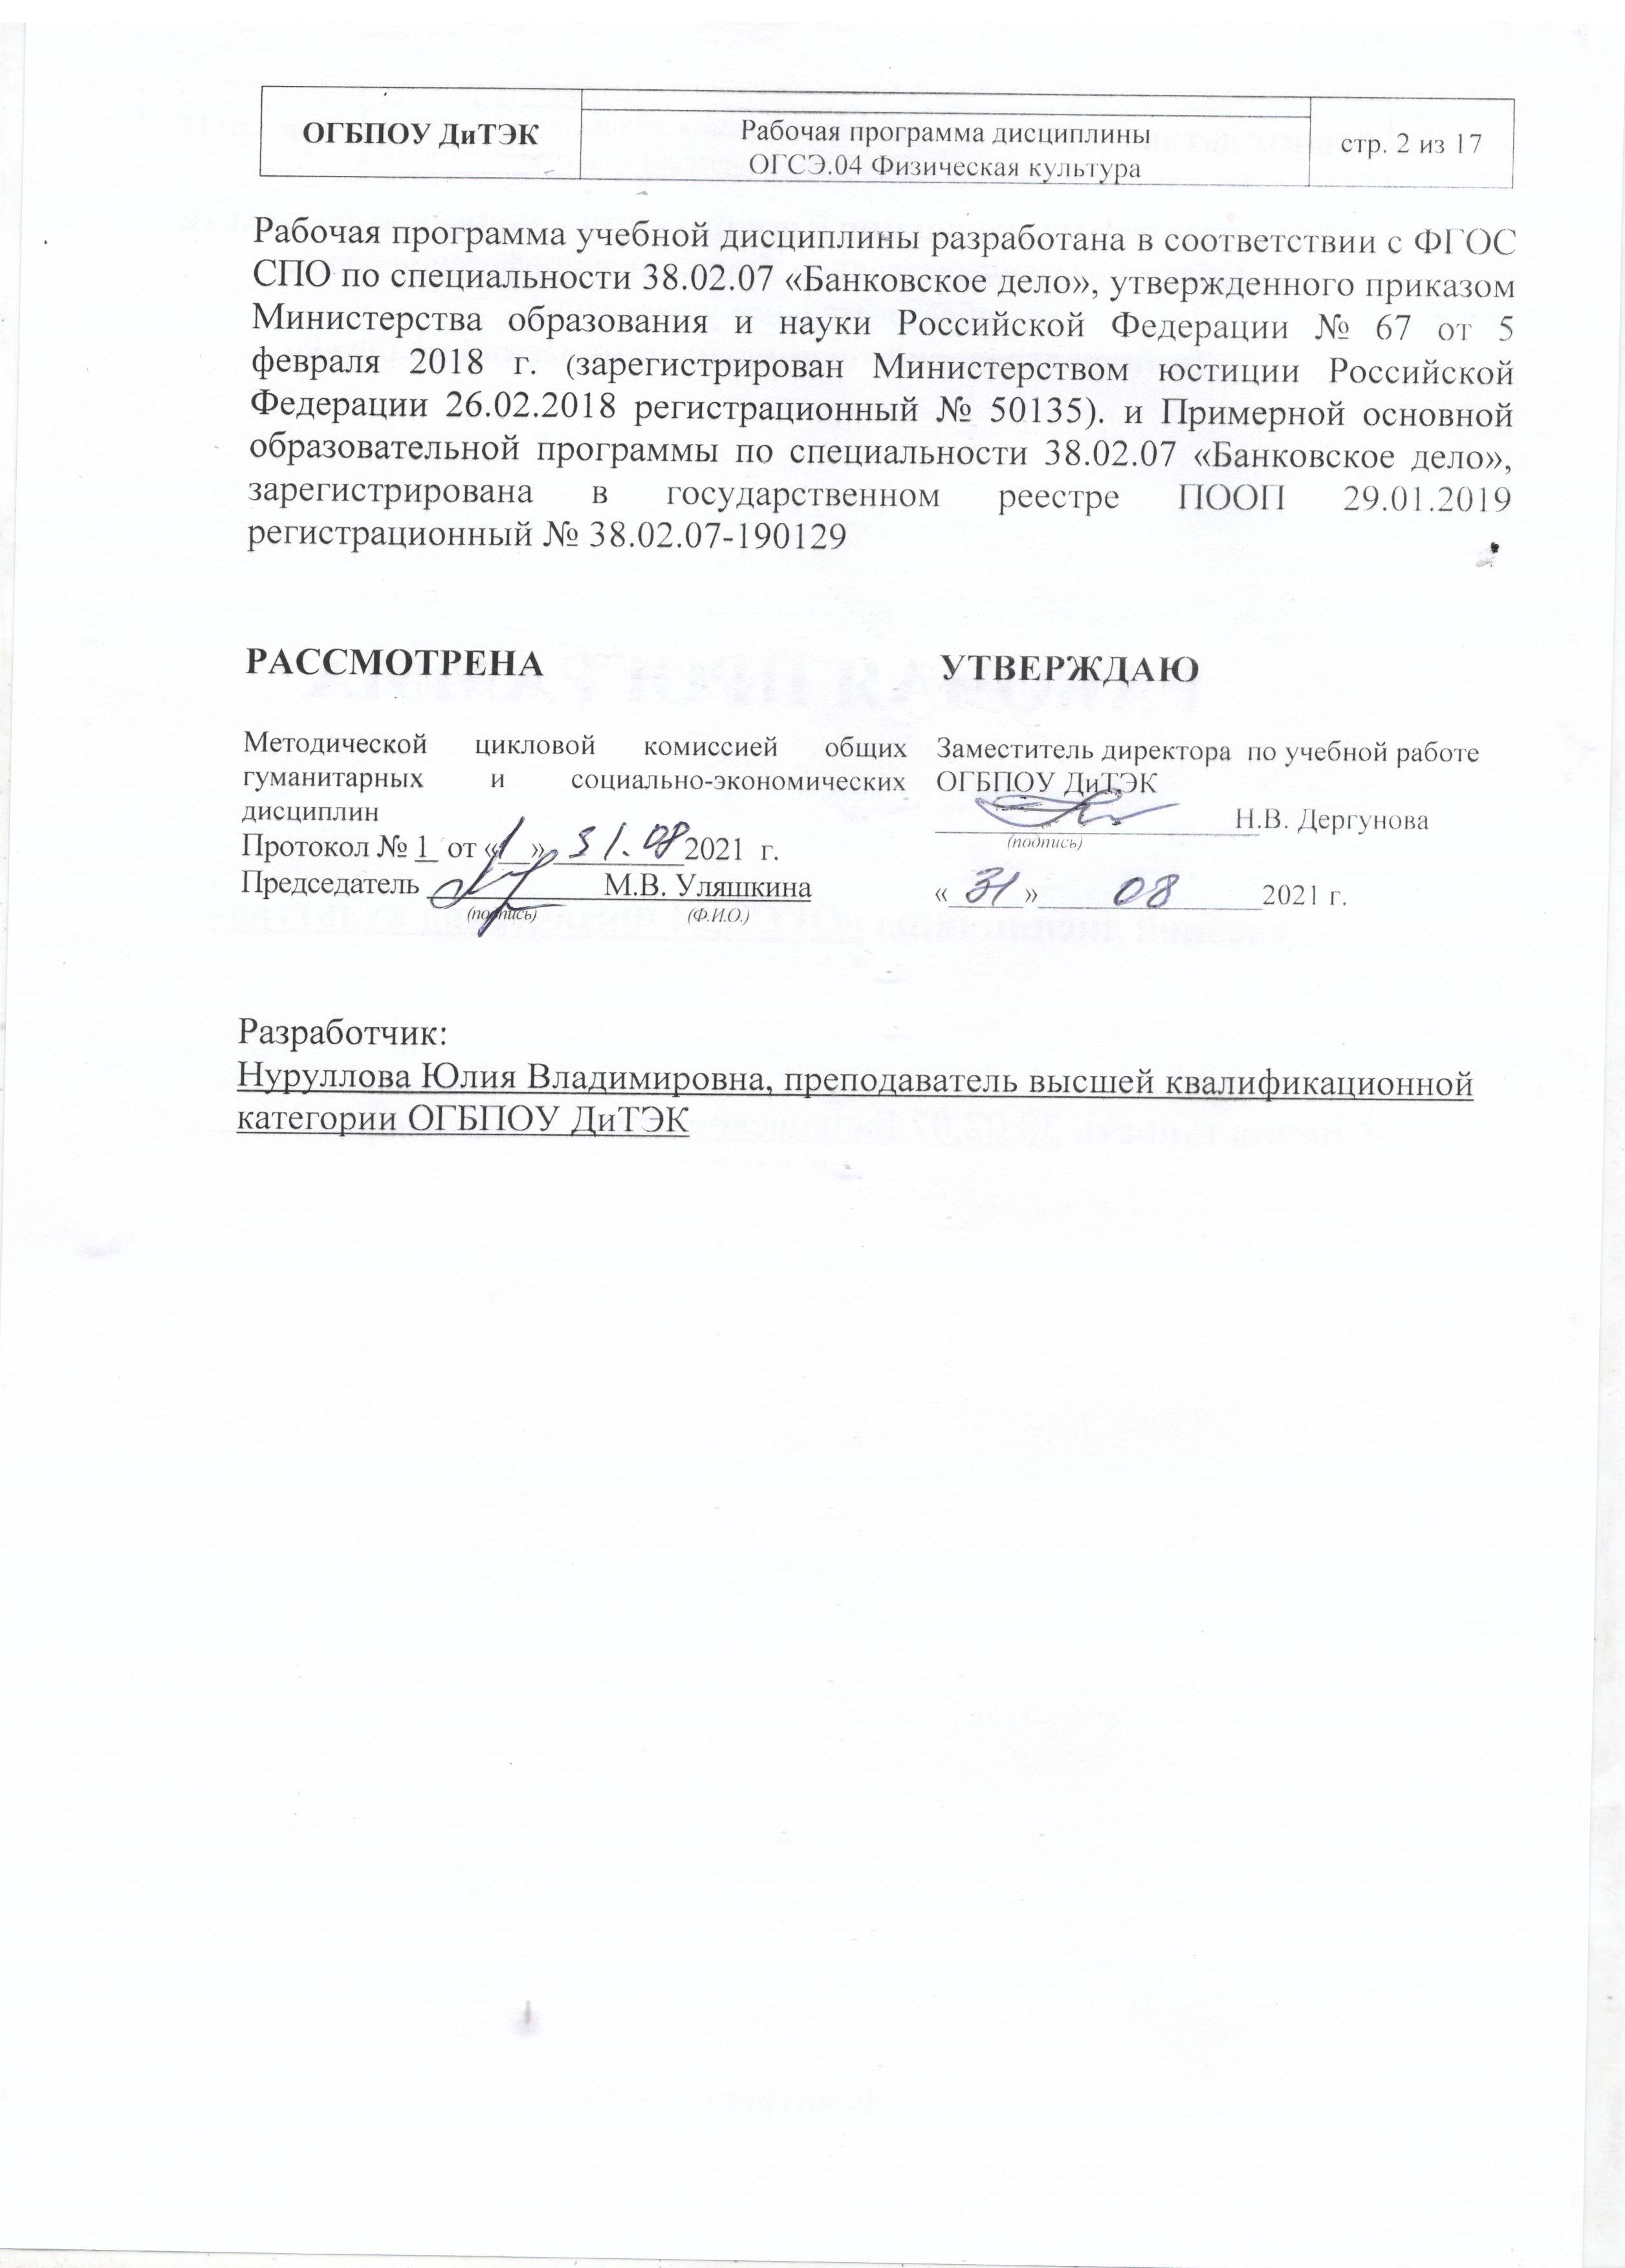 ОГБПОУ ДиТЭК
Рабочая программа дисциплины
ОГСЭ.04 Физическая культура
стр. 2 из 17
Рабочая программа учебной дисциплины разработана в соответствии с ФГОС
СПО по специальности 38.02.07 «Банковское дело», утвержденного приказом
Министерства образования и науки Российской Федерации № 67 от 5
февраля 2018 г. (зарегистрирован Министерством юстиции Российской
Федерации 26.02.2018 регистрационный № 50135). и Примерной основной
образовательной программы по специальности 38.02.07 «Банковское дело»,
зарегистрирована в государственном реестре ПООП 29.01.2019
регистрационный № 38.02.07-190129
РАССМОТРЕНА
Методической цикловой комиссией общих
гуманитарных и социально-экономических
дисциплин
Протокол № 1 от «1» 31.08 2021 г.
Председатель М.В. Уляшкина
(подпись) (Ф.И.О.)
УТВЕРЖДАЮ
Заместитель директора по учебной работе
ОГБПОУ ДиТЭК
Н.В. Дергунова
(подпись)
«31» 08 2021 г.
Разработчик:
Нуруллова Юлия Владимировна, преподаватель высшей квалификационной
категории ОГБПОУ ДиТЭК